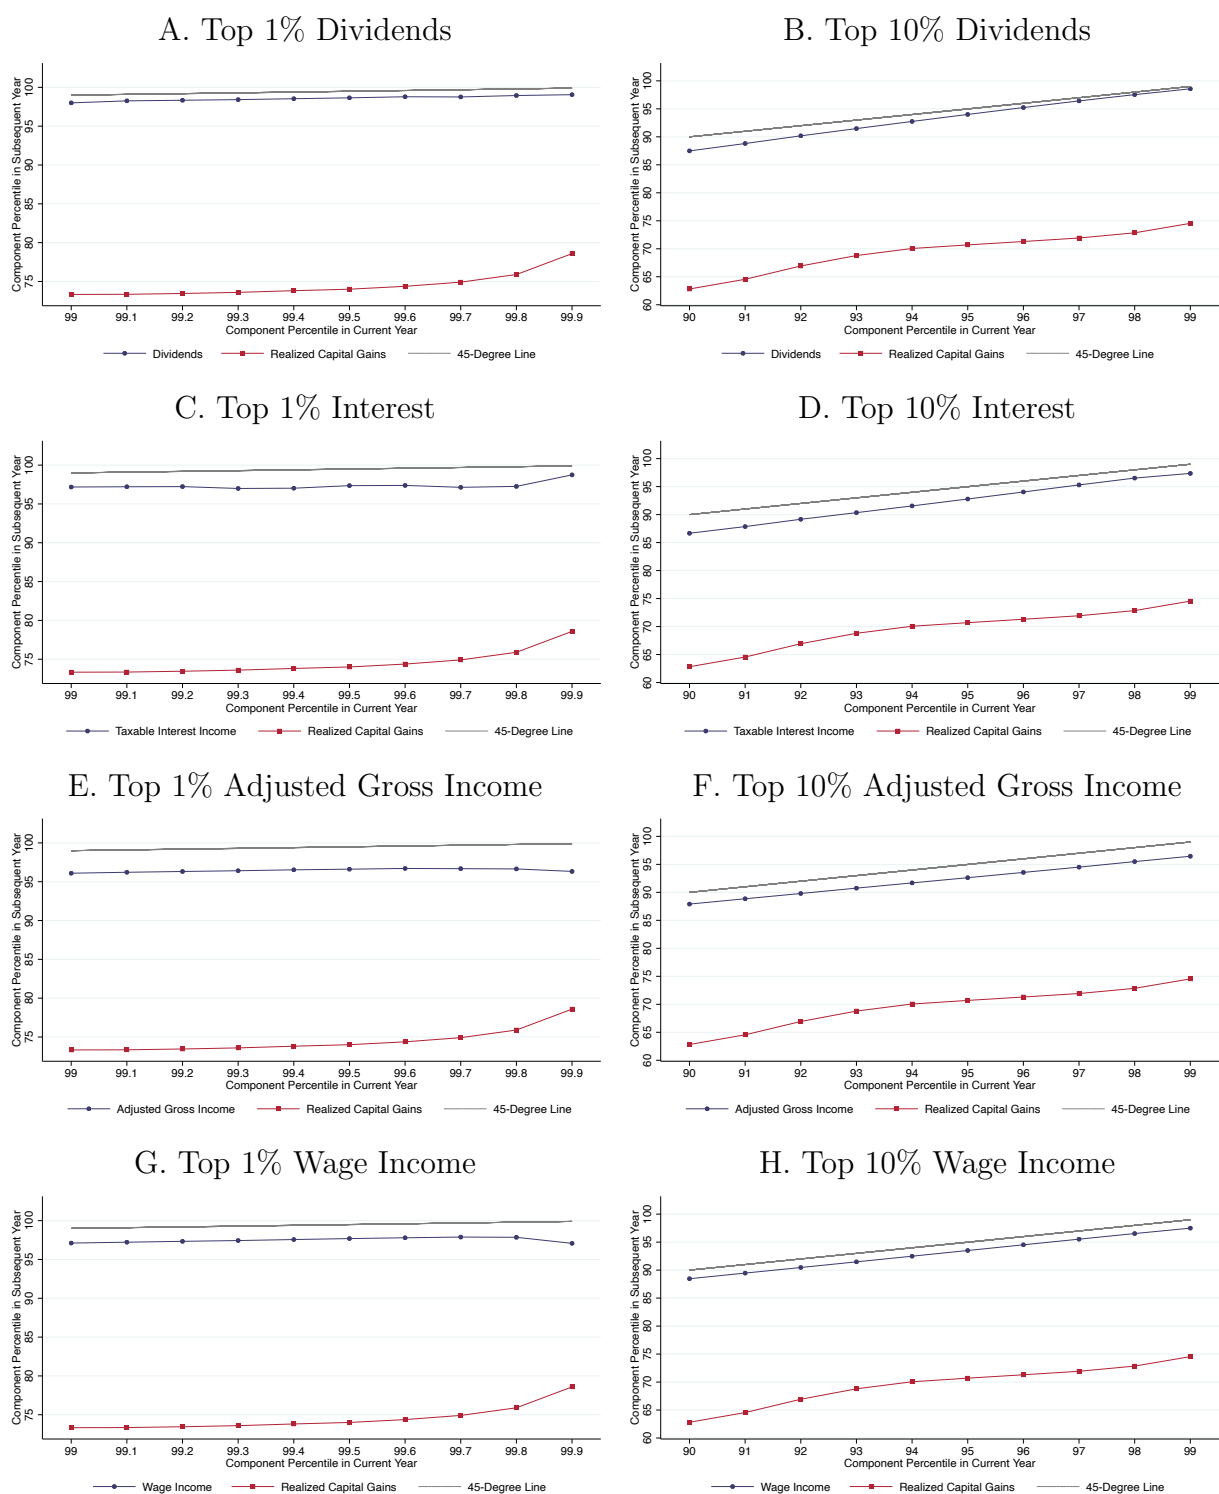 A. Top 1% Dividends
Component Percentile in Subsequent Year
100
95
90
85
80
75
99 99.1 99.2 99.3 99.4 99.5 99.6 99.7 99.8 99.9
Component Percentile in Current Year
Dividends Realized Capital Gains 45-Degree Line
B. Top 10% Dividends
Component Percentile in Subsequent Year
100
95
90
85
80
75
70
65
60
90 91 92 93 94 95 96 97 98 99
Component Percentile in Current Year
Dividends Realized Capital Gains 45-Degree Line
C. Top 1% Interest
Component Percentile in Subsequent Year
100
95
90
85
80
75
99 99.1 99.2 99.3 99.4 99.5 99.6 99.7 99.8 99.9
Component Percentile in Current Year
Taxable Interest Income Realized Capital Gains 45-Degree Line
D. Top 10% Interest
Component Percentile in Subsequent Year
100
95
90
85
80
75
70
65
60
90 91 92 93 94 95 96 97 98 99
Component Percentile in Current Year
Taxable Interest Income Realized Capital Gains 45-Degree Line
E. Top 1% Adjusted Gross Income
Component Percentile in Subsequent Year
100
95
90
85
80
75
99 99.1 99.2 99.3 99.4 99.5 99.6 99.7 99.8 99.9
Component Percentile in Current Year
Adjusted Gross Income Realized Capital Gains 45-Degree Line
F. Top 10% Adjusted Gross Income
Component Percentile in Subsequent Year
100
95
90
85
80
75
70
65
60
90 91 92 93 94 95 96 97 98 99
Component Percentile in Current Year
Adjusted Gross Income Realized Capital Gains 45-Degree Line
G. Top 1% Wage Income
Component Percentile in Subsequent Year
100
95
90
85
80
75
99 99.1 99.2 99.3 99.4 99.5 99.6 99.7 99.8 99.9
Component Percentile in Current Year
Wage Income Realized Capital Gains 45-Degree Line
H. Top 10% Wage Income
Component Percentile in Subsequent Year
100
95
90
85
80
75
70
65
60
90 91 92 93 94 95 96 97 98 99
Component Percentile in Current Year
Wage Income Realized Capital Gains 45-Degree Line